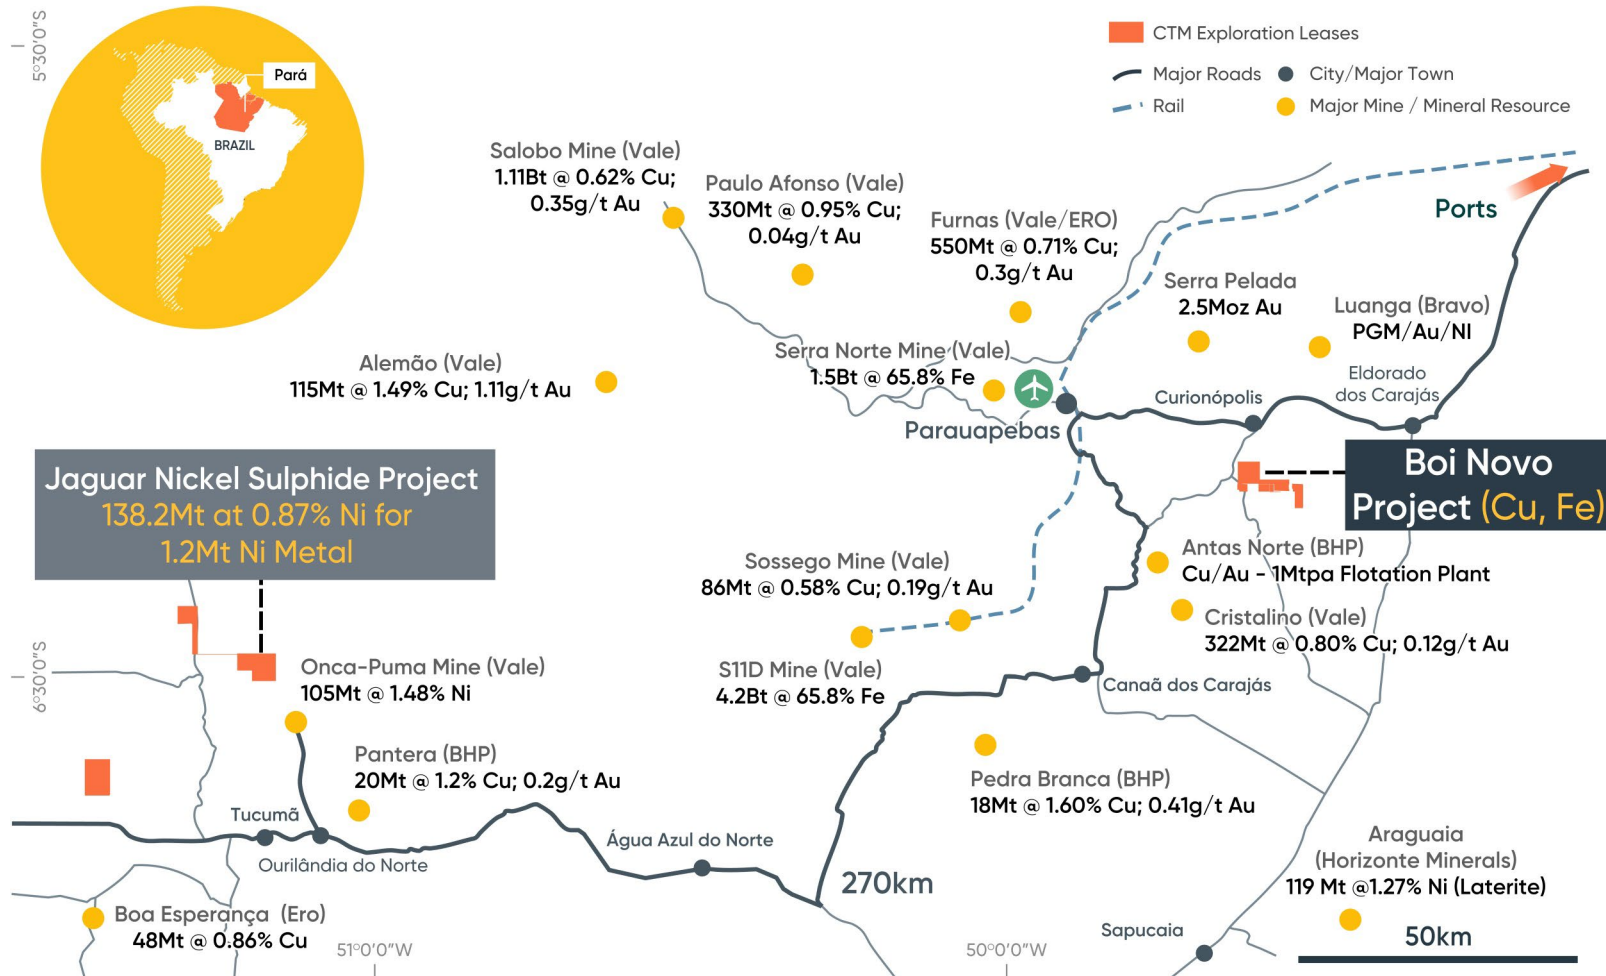 5°30'0"S
Pará
BRAZIL
CTM Exploration Leases
Major Roads
City/Major Town
Rail
Major Mine / Mineral Resource
Salobo Mine (Vale)
1.11Bt @ 0.62% Cu;
0.35g/t Au
Paulo Afonso (Vale)
330Mt @ 0.95% Cu;
0.04g/t Au
Furnas (Vale/ERO)
550Mt @ 0.71% Cu;
0.3g/t Au
Ports
Serra Pelada
2.5Moz Au
Luanga (Bravo)
PGM/Au/NI
Alemão (Vale)
115Mt @ 1.49% Cu; 1.11g/t Au
Serra Norte Mine (Vale)
1.5Bt @ 65.8% Fe
Parauapebas
Curionópolis
Eldorado
dos Carajás
Jaguar Nickel Sulphide Project
138.2Mt at 0.87% Ni for
1.2Mt Ni Metal
Boi Novo
Project (Cu, Fe)
Sossego Mine (Vale)
86Mt @ 0.58% Cu; 0.19g/t Au
Antas Norte (BHP)
Cu/Au - 1Mtpa Flotation Plant
Cristalino (Vale)
322Mt @ 0.80% Cu; 0.12g/t Au
6°30'0"S
Onca-Puma Mine (Vale)
105Mt @ 1.48% Ni
S11D Mine (Vale)
4.2Bt @ 65.8% Fe
Canaã dos Carajás
Pantera (BHP)
20Mt @ 1.2% Cu; 0.2g/t Au
Pedra Branca (BHP)
18Mt @ 1.60% Cu; 0.41g/t Au
Tucumã
Ourilândia do Norte
Água Azul do Norte
270km
Araguaia
(Horizonte Minerals)
119 Mt @1.27% Ni (Laterite)
Boa Esperança (Ero)
48Mt @ 0.86% Cu
51°0'0"W
50°0'0"W
Sapucaia
50km